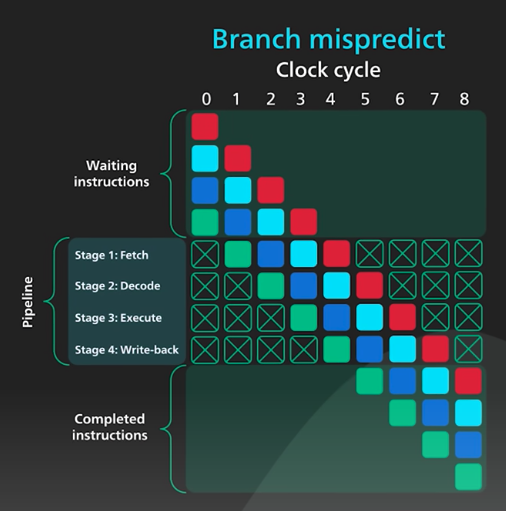 Branch mispredict
Clock cycle
0 1 2 3 4 5 6 7 8
Waiting
instructions
Pipeline
Stage 1: Fetch
Stage 2: Decode
Stage 3: Execute
Stage 4: Write-back
Completed
instructions